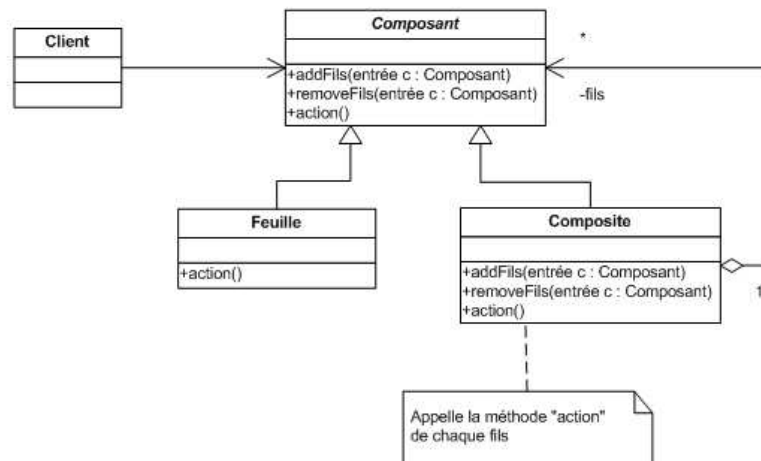 Client
Composant
+addFils(entrée c : Composant)
+removeFils(entrée c : Composant)
+action()
*
-fils
Feuille
+action()
Composite
+addFils(entrée c : Composant)
+removeFils(entrée c : Composant)
+action()
1
Appelle la méthode "action"
de chaque fils